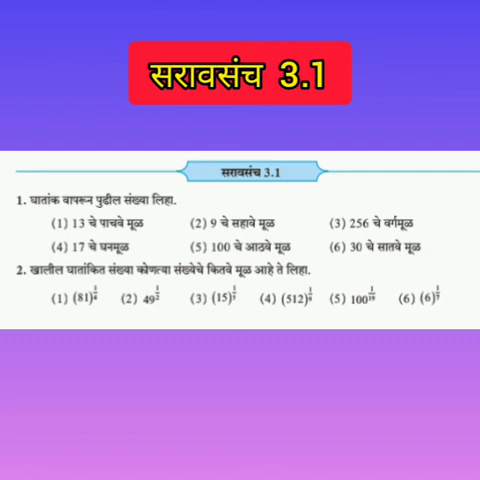 सरावसंच 3.1
सरावसंच 3.1
1. घातांक वापरून पुढील संख्या लिहा.
(1) 13 चे पाचवे मूळ (2) 9 चे सहावे मूळ (3) 256 चे वर्गमूळ
(4) 17 चे घनमूळ (5) 100 चे आठवे मूळ (6) 30 चे सातवे मूळ
2. खालील घातांकित संख्या कोणत्या संख्येचे कितवे मूळ आहे ते लिहा.
(1) (81)^(1/4) (2) 49^(1/2) (3) (15)^(1/5) (4) (512)^(1/9) (5) 100^(1/19) (6) (6)^(1/7)